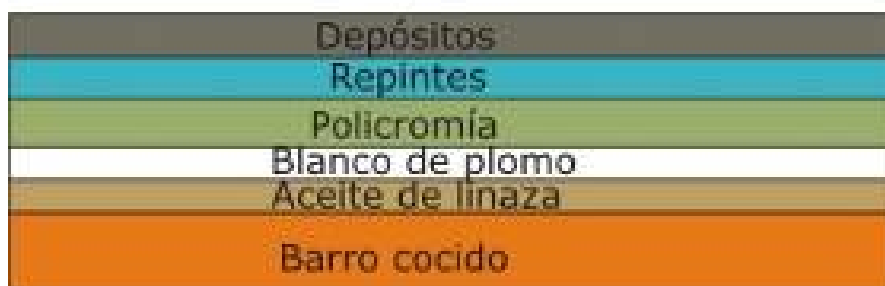 Depósitos
Repintes
Policromía
Blanco de plomo
Aceite de linaza
Barro cocido